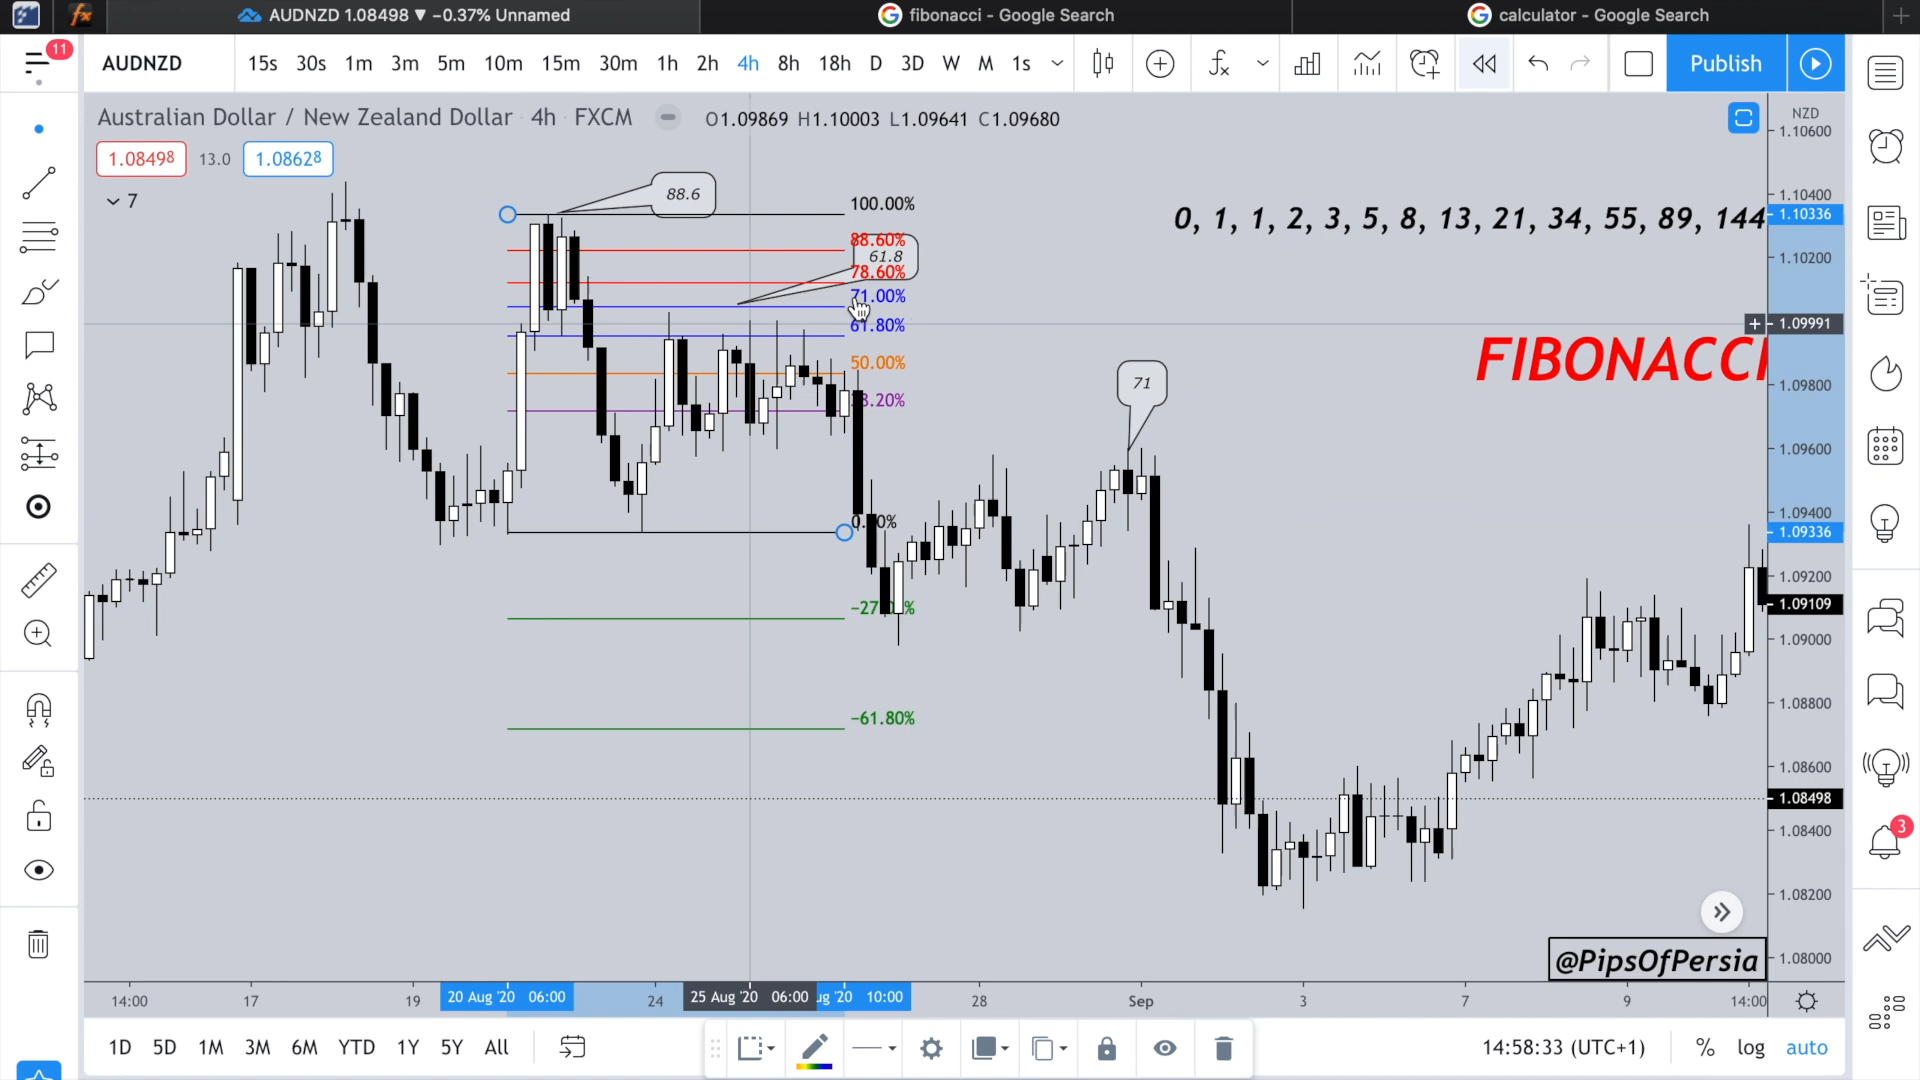 AUDNZD 1.08498 ▼ −0.37% Unnamed
fibonacci - Google Search
calculator - Google Search
11
AUDNZD
15s 30s 1m 3m 5m 10m 15m 30m 1h 2h 4h 8h 18h D 3D W M 1s
Publish
Australian Dollar / New Zealand Dollar · 4h · FXCM
O1.09869 H1.10003 L1.09641 C1.09680
1.08498 13.0 1.08628
7
NZD
1.10600
1.10400
1.10336
1.10200
1.09991
1.09800
1.09600
1.09400
1.09336
1.09200
1.09109
1.09000
1.08800
1.08600
1.08498
1.08400
1.08200
1.08000
88.6
100.00%
88.60%
61.8
78.60%
71.00%
61.80%
50.00%
-61.80%
71
0, 1, 1, 2, 3, 5, 8, 13, 21, 34, 55, 89, 144
FIBONACCI
@PipsOfPersia
14:00 17 19 20 Aug '20 06:00 24 25 Aug '20 06:00 10:00 28 Sep 3 7 9 14:00
1D 5D 1M 3M 6M YTD 1Y 5Y All
14:58:33 (UTC+1) % log auto
3